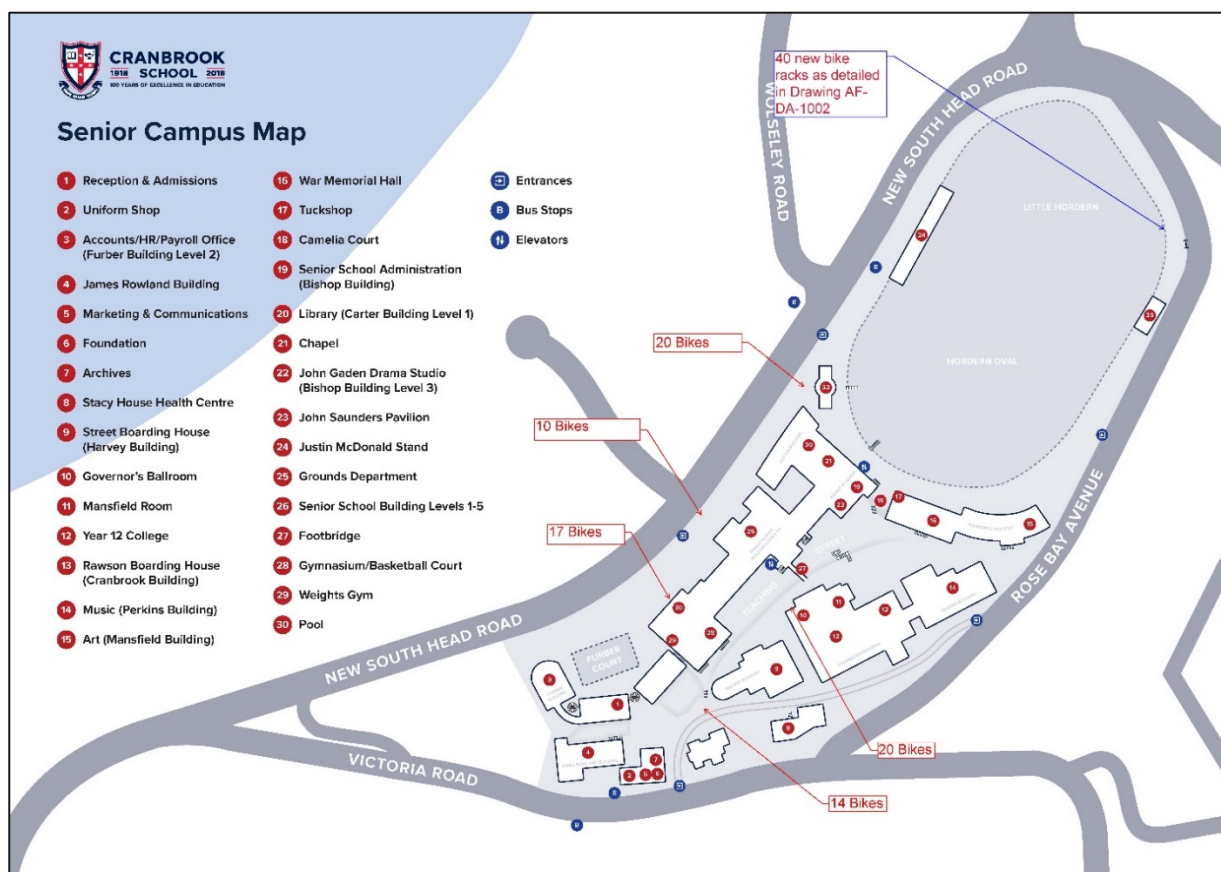 CRANBROOK
1918 SCHOOL 2018
100 YEARS OF EXCELLENCE IN EDUCATION
Senior Campus Map
1 Reception & Admissions
2 Uniform Shop
3 Accounts/HR/Payroll Office
(Furber Building Level 2)
4 James Rowland Building
5 Marketing & Communications
6 Foundation
7 Archives
8 Stacy House Health Centre
9 Street Boarding House
(Harvey Building)
10 Governor's Ballroom
11 Mansfield Room
12 Year 12 College
13 Rawson Boarding House
(Cranbrook Building)
14 Music (Perkins Building)
15 Art (Mansfield Building)
16 War Memorial Hall
17 Tuckshop
18 Camelia Court
19 Senior School Administration
(Bishop Building)
20 Library (Carter Building Level 1)
21 Chapel
22 John Gaden Drama Studio
(Bishop Building Level 3)
23 John Saunders Pavilion
24 Justin McDonald Stand
25 Grounds Department
26 Senior School Building Levels 1-5
27 Footbridge
28 Gymnasium/Basketball Court
29 Weights Gym
30 Pool
Entrances
B Bus Stops
Elevators
40 new bike
racks as detailed
in Drawing AF-
DA-1002
WOLSELEY ROAD
NEW SOUTH HEAD ROAD
LITTLE HORDERN
HORDERN OVAL
20 Bikes
10 Bikes
17 Bikes
TEACHING STREET
ROSE BAY AVENUE
FURBER
COURT
NEW SOUTH HEAD ROAD
VICTORIA ROAD
20 Bikes
14 Bikes